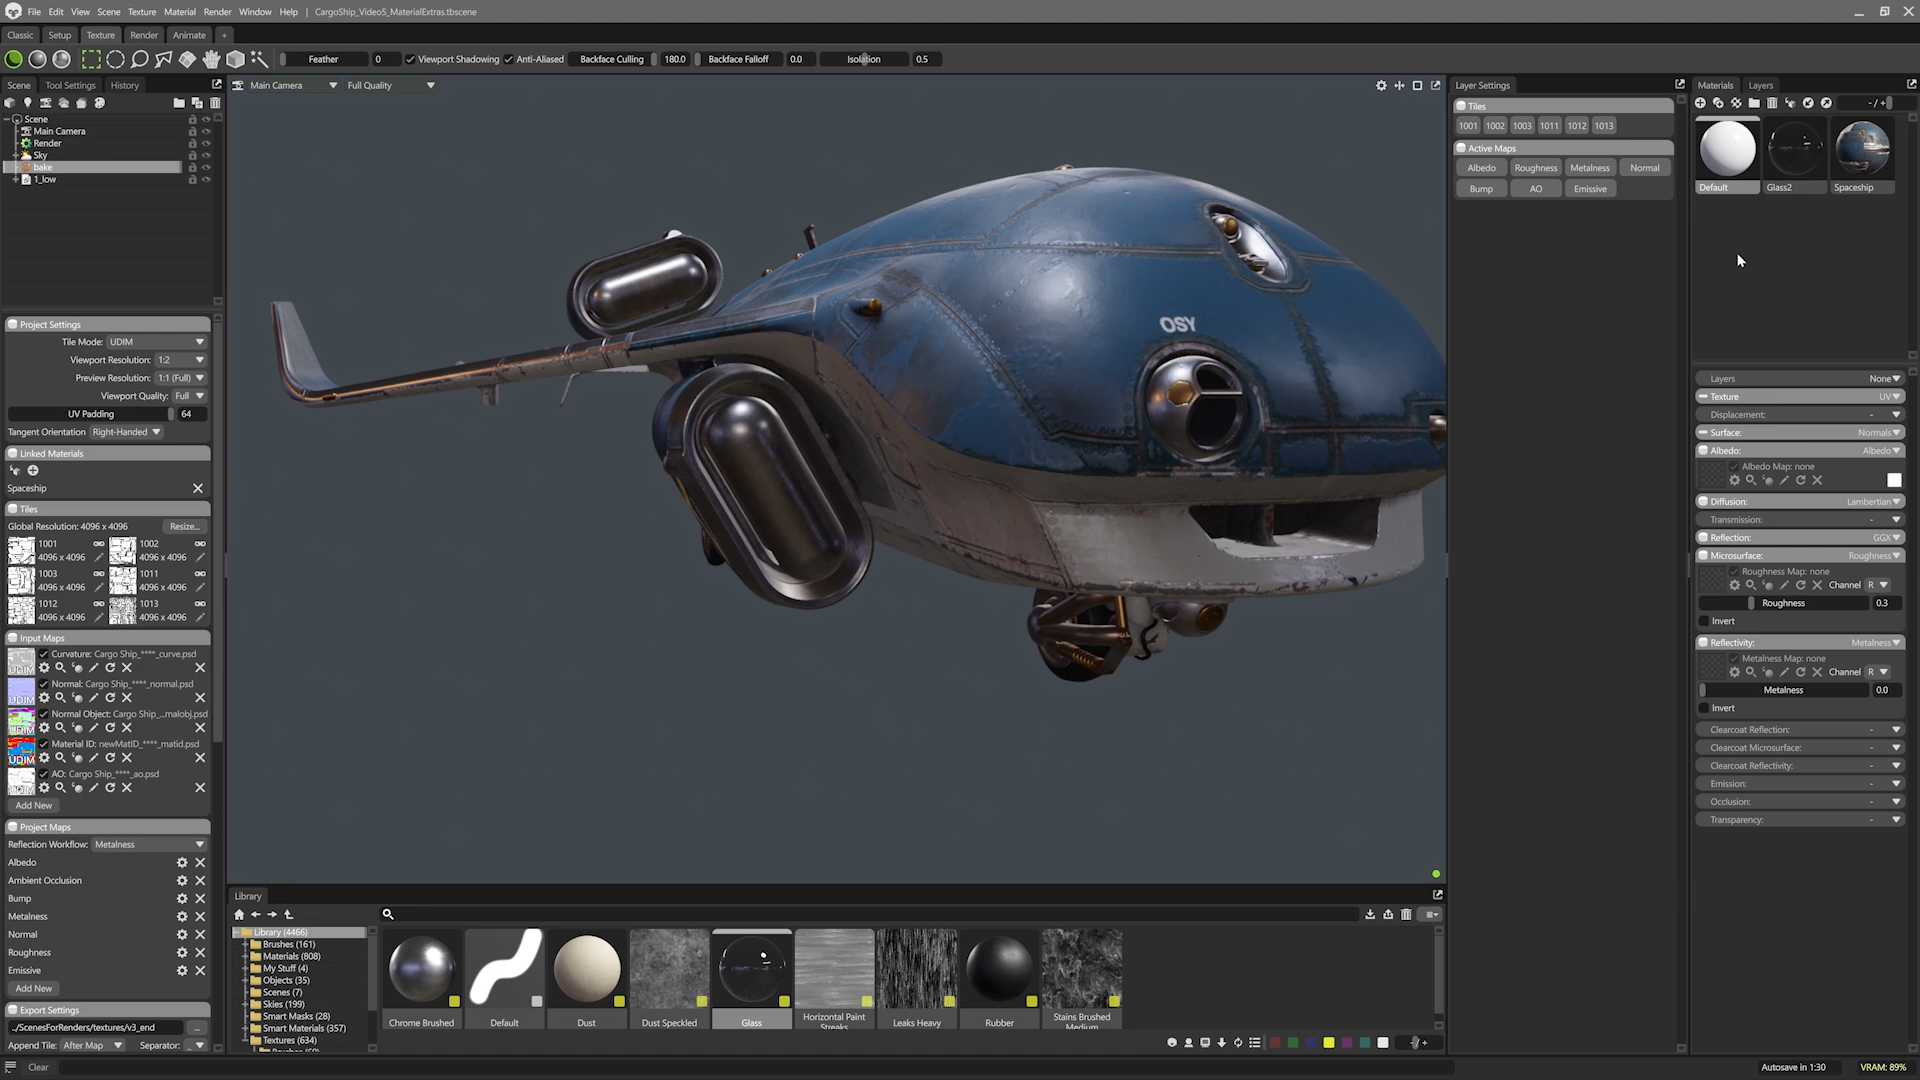 File Edit View Scene Texture Material Render Window Help | CargoShip_Video5_MaterialExtras.tbscene
Classic Setup Texture Render Animate +
Feather 0 Viewport Shadowing Anti-Aliased Backface Culling 180.0 Backface Falloff 0.0 Isolation 0.5
Scene Tool Settings History
Scene
Main Camera
Render
Sky
bake
1_low
Project Settings
Tile Mode: UDIM
Viewport Resolution: 1:2
Preview Resolution: 1:1 (Full)
Viewport Quality: Full
UV Padding 64
Tangent Orientation Right-Handed
Linked Materials
Spaceship
Tiles
Global Resolution: 4096 x 4096 Resize...
1001 1002
4096 x 4096 4096 x 4096
1003 1011
4096 x 4096 4096 x 4096
1012 1013
4096 x 4096 4096 x 4096
Input Maps
Curvature: Cargo Ship_****_curve.psd
UDIM
Normal: Cargo Ship_****_normal.psd
UDIM
Normal Object: Cargo Ship_...malobj.psd
UDIM
Material ID: newMatID_****_matid.psd
UDIM
AO: Cargo Ship_****_ao.psd
UDIM
Add New
Project Maps
Reflection Workflow: Metalness
Albedo
Ambient Occlusion
Bump
Metalness
Normal
Roughness
Emissive
Add New
Export Settings
../ScenesForRenders/textures/v3_end ...
Append Tile: After Map Separator: _
Clear
Main Camera Full Quality
OSY
Library
Library (4466)
Brushes (161)
Materials (808)
My Stuff (4)
Objects (35)
Scenes (7)
Skies (199)
Smart Masks (28)
Smart Materials (357)
Textures (634)
Chrome Brushed
Default
Dust
Dust Speckled
Glass
Horizontal Paint
Streaks
Leaks Heavy
Rubber
Stains Brushed
Medium
Layer Settings
Tiles
1001 1002 1003 1011 1012 1013
Active Maps
Albedo Roughness Metalness Normal
Bump AO Emissive
Materials Layers
- / +
Default Glass2 Spaceship
Layers None
Texture UV
Displacement: -
Surface: Normals
Albedo: Albedo
Albedo Map: none
Diffusion: Lambertian
Transmission: -
Reflection: GGX
Microsurface: Roughness
Roughness Map: none
Channel R
Roughness 0.3
Invert
Reflectivity: Metalness
Metalness Map: none
Channel R
Metalness 0.0
Invert
Clearcoat Reflection: -
Clearcoat Microsurface: -
Clearcoat Reflectivity: -
Emission: -
Occlusion: -
Transparency: -
Autosave in 1:30 VRAM: 89%